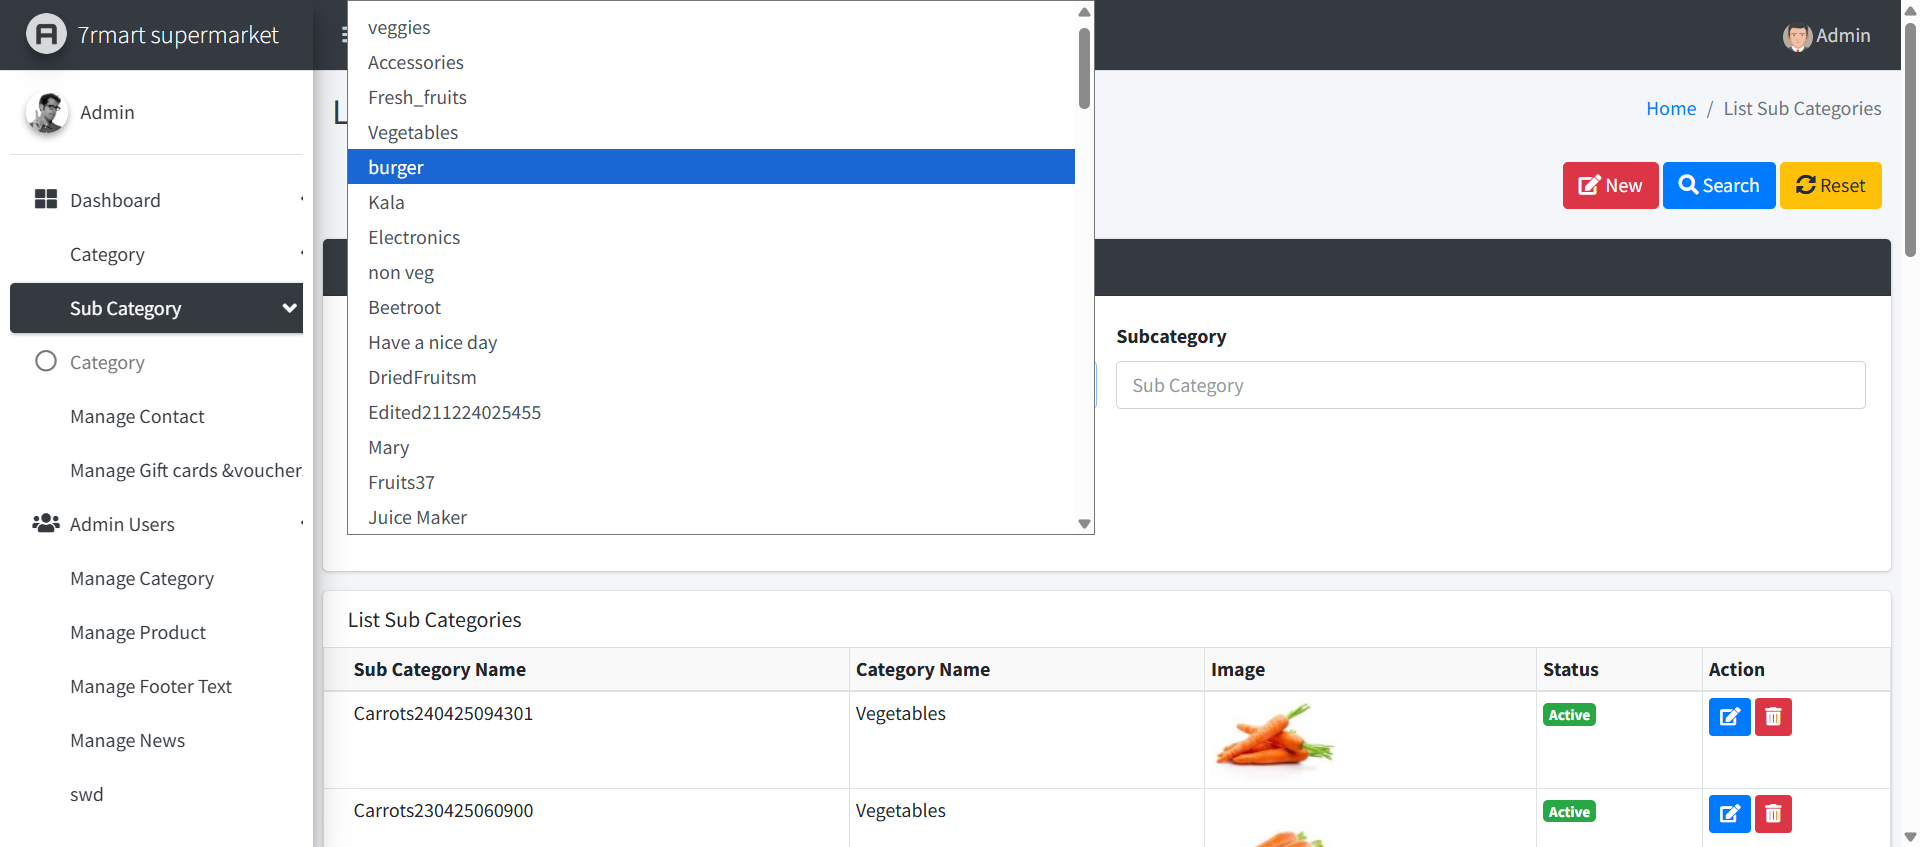 7rmart supermarket
Admin
Admin
Dashboard
Category
Sub Category
Category
Manage Contact
Manage Gift cards &voucher
Admin Users
Manage Category
Manage Product
Manage Footer Text
Manage News
swd
veggies
Accessories
Fresh_fruits
Vegetables
burger
Kala
Electronics
non veg
Beetroot
Have a nice day
DriedFruitsm
Edited211224025455
Mary
Fruits37
Juice Maker
Home / List Sub Categories
New Search Reset
Subcategory
Sub Category
List Sub Categories
Sub Category Name Category Name Image Status Action
Carrots240425094301 Vegetables Active
Carrots230425060900 Vegetables Active